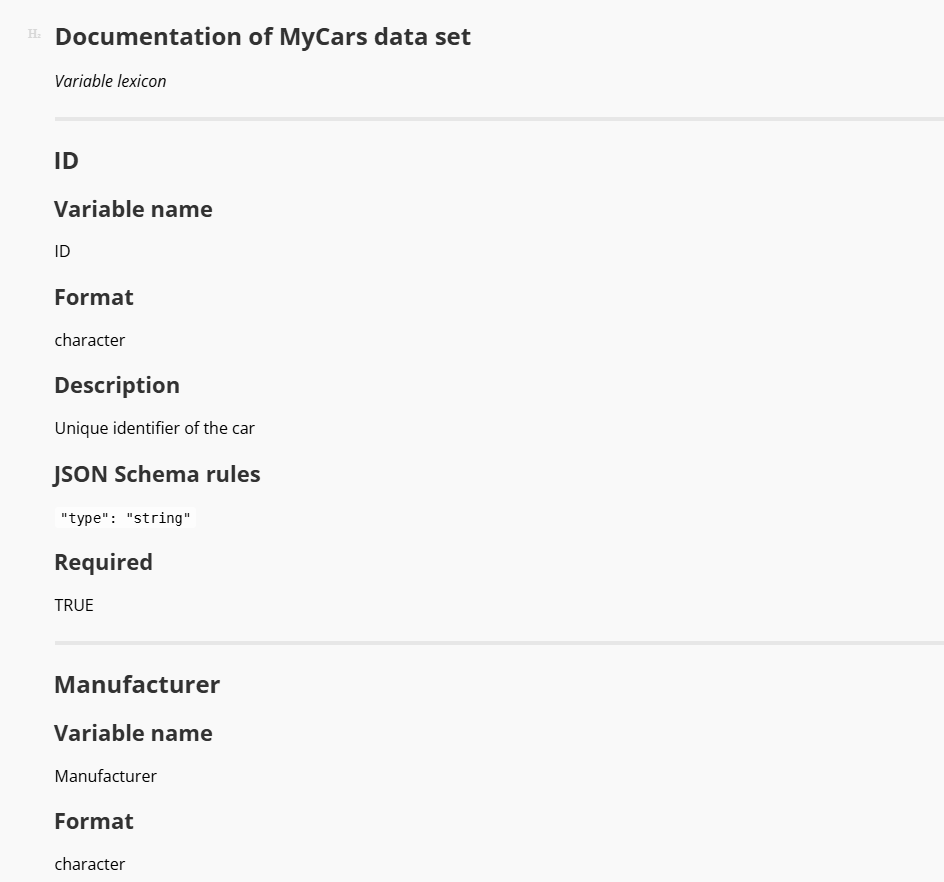 H₂
Documentation of MyCars data set
Variable lexicon
ID
Variable name
ID
Format
character
Description
Unique identifier of the car
JSON Schema rules
"type": "string"
Required
TRUE
Manufacturer
Variable name
Manufacturer
Format
character